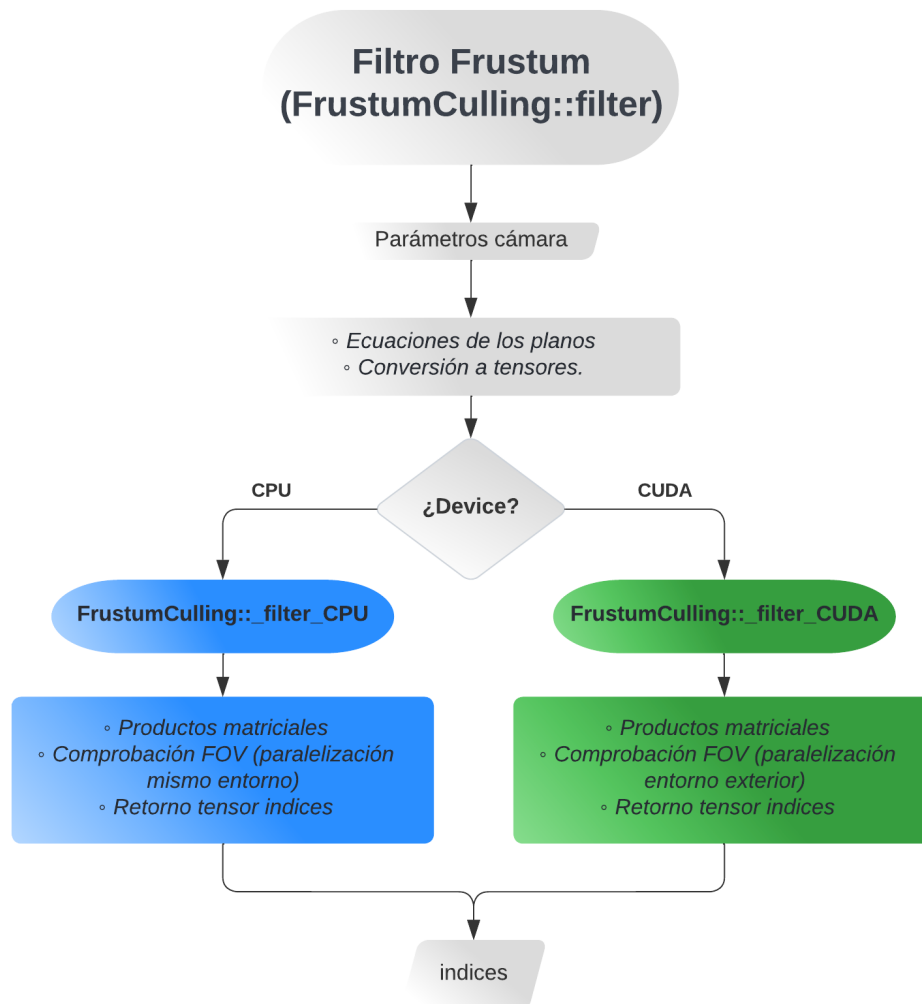 Filtro Frustum
(FrustumCulling::filter)
Parámetros cámara
◦ Ecuaciones de los planos
◦ Conversión a tensores.
¿Device?
CPU
CUDA
FrustumCulling::_filter_CPU
FrustumCulling::_filter_CUDA
◦ Productos matriciales
◦ Comprobación FOV (paralelización
mismo entorno)
◦ Retorno tensor indices
◦ Productos matriciales
◦ Comprobación FOV (paralelización
entorno exterior)
◦ Retorno tensor indices
indices